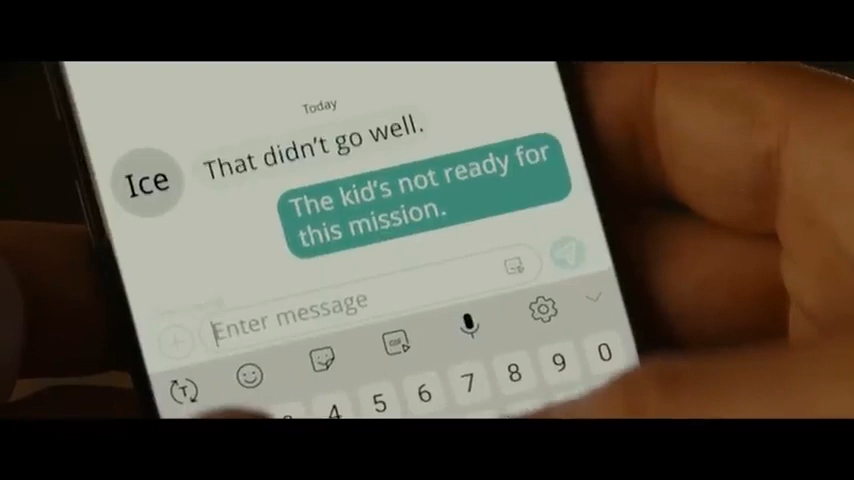 Today
Ice
That didn't go well.
The kid's not ready for
this mission.
Enter message
GIF
4 5 6 7 8 9 0